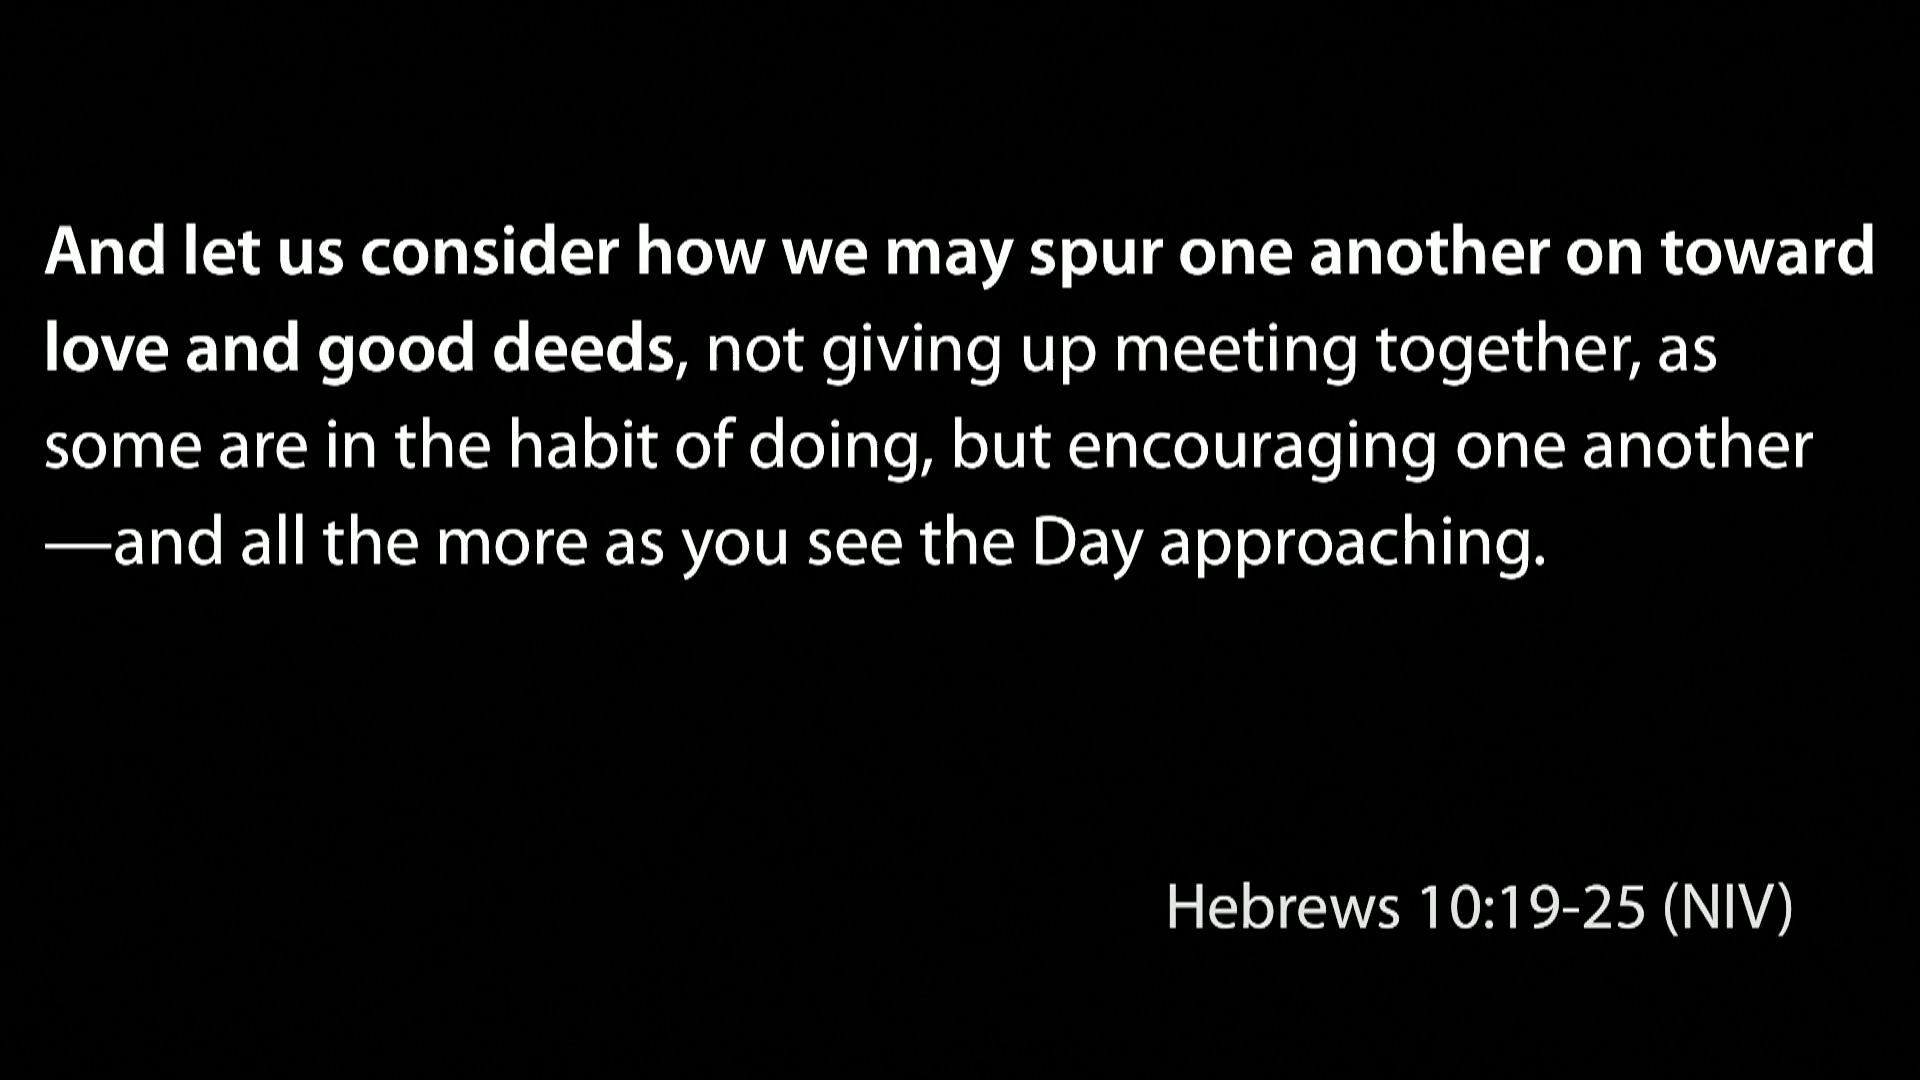 And let us consider how we may spur one another on toward
love and good deeds, not giving up meeting together, as
some are in the habit of doing, but encouraging one another
—and all the more as you see the Day approaching.
Hebrews 10:19-25 (NIV)